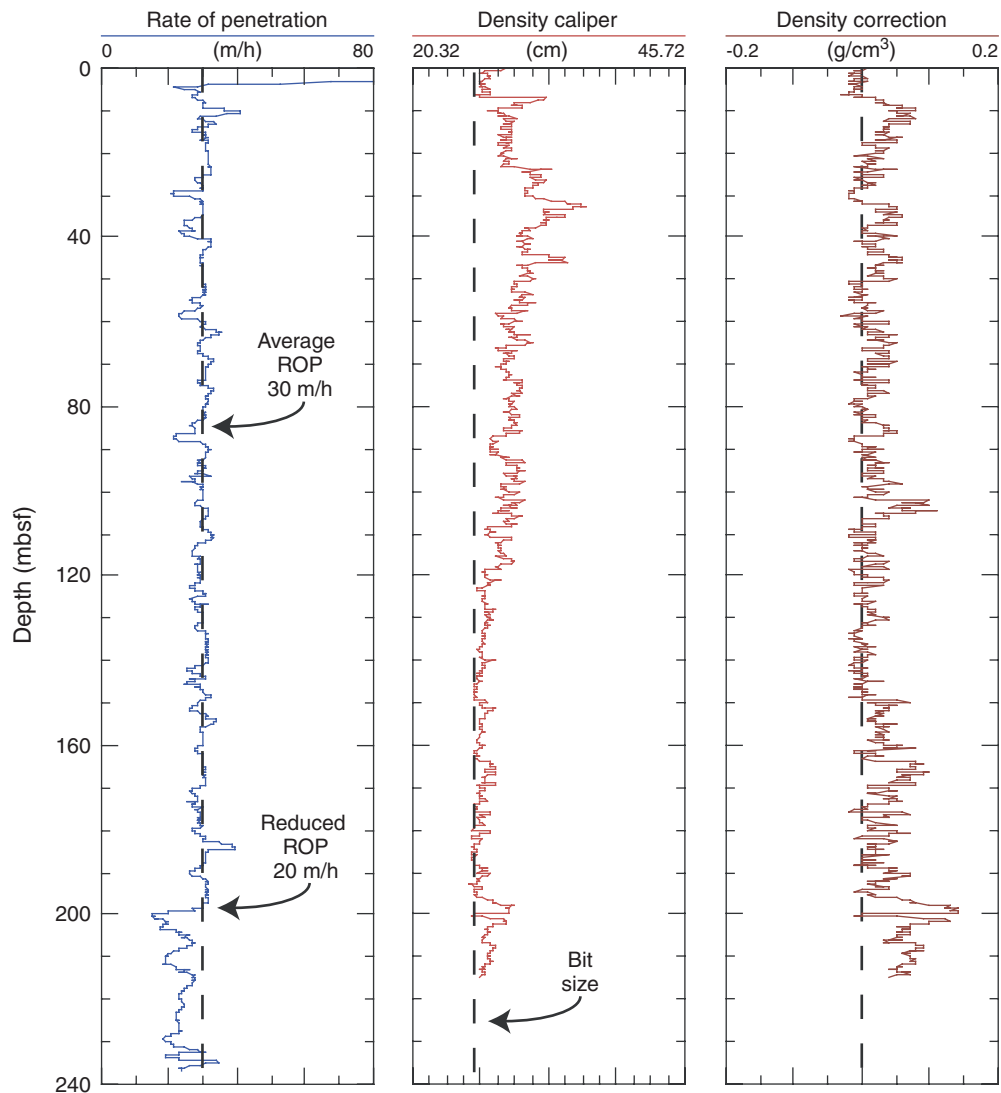 Rate of penetration
0 (m/h) 80
Density caliper
20.32 (cm) 45.72
Density correction
-0.2 (g/cm³) 0.2
Depth (mbsf)
0
40
80
120
160
200
240
Average
ROP
30 m/h
Reduced
ROP
20 m/h
Bit
size